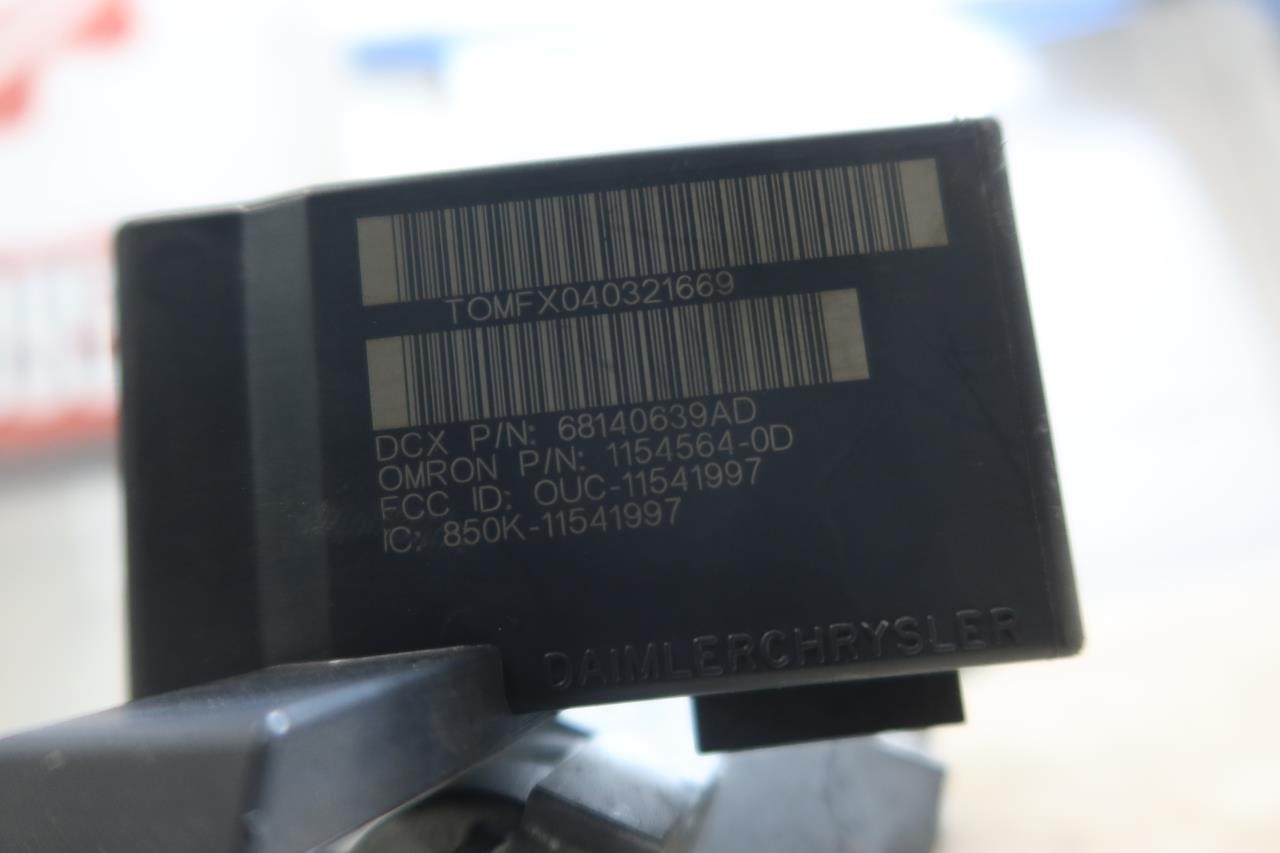 TOMFX040321669
DCX P/N: 68140639AD
OMRON P/N: 1154564-0D
FCC ID: OUC-11541997
IC: 850K-11541997
DAIMLERCHRYSLER